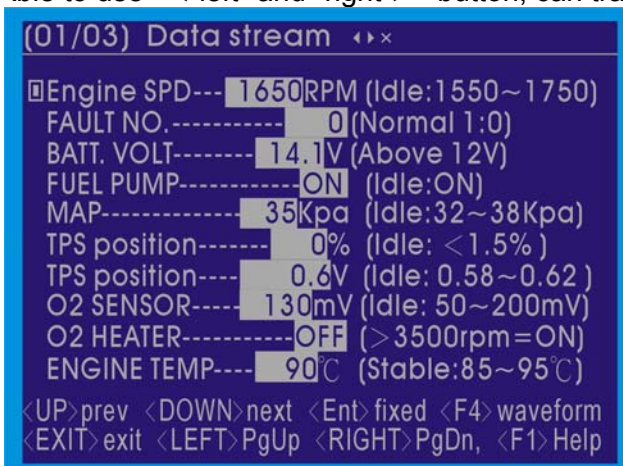 (01/03) Data stream ◂▸×
Engine SPD--- 1650RPM (Idle:1550~1750)
FAULT NO.----------- 0(Normal 1:0)
BATT. VOLT-------- 14.1V(Above 12V)
FUEL PUMP-----------ON (Idle:ON)
MAP------------- 35Kpa (Idle:32~38Kpa)
TPS position------- 0% (Idle: <1.5% )
TPS position---- 0.6V (Idle: 0.58~0.62 )
O2 SENSOR----- 130mV(Idle: 50~200mV)
O2 HEATER-----------OFF (>3500rpm=ON)
ENGINE TEMP---- 90℃ (Stable:85~95℃)
<UP>prev <DOWN>next <Ent>fixed <F4>waveform
<EXIT>exit <LEFT>PgUp <RIGHT>PgDn, <F1>Help